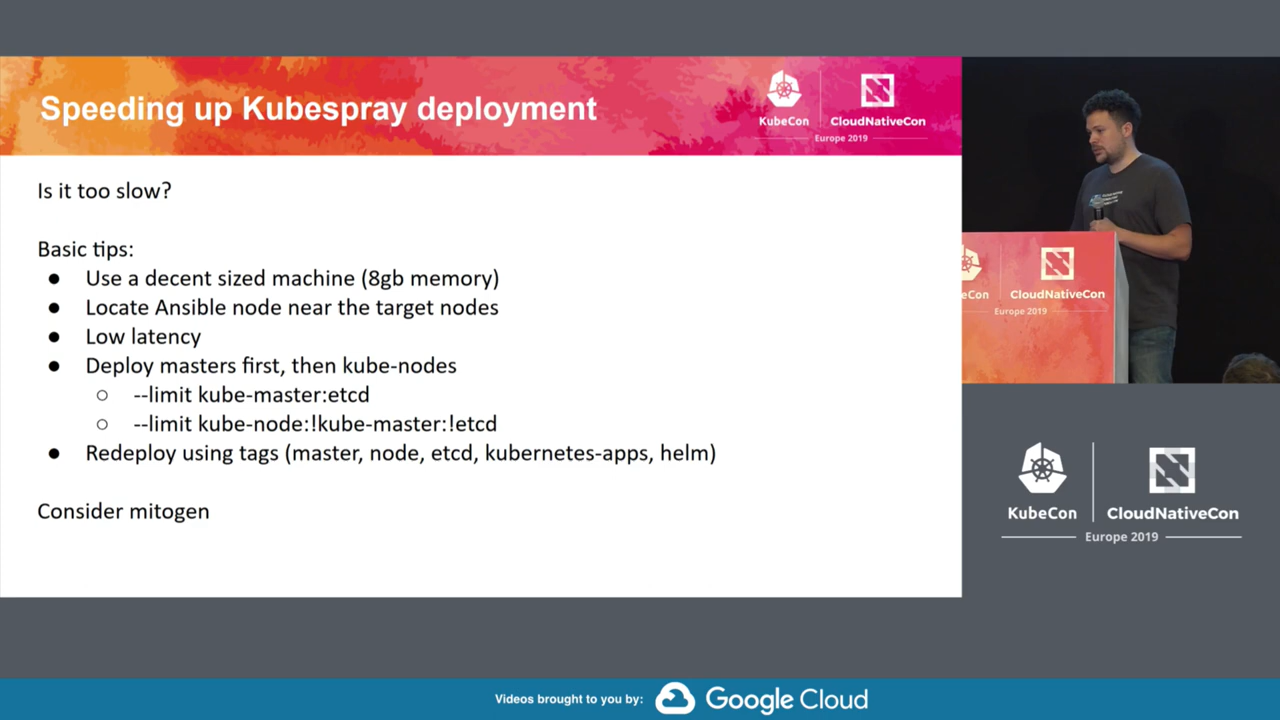 Speeding up Kubespray deployment
KubeCon
CloudNativeCon
Europe 2019
Is it too slow?
Basic tips:
● Use a decent sized machine (8gb memory)
● Locate Ansible node near the target nodes
● Low latency
● Deploy masters first, then kube-nodes
○ --limit kube-master:etcd
○ --limit kube-node:!kube-master:!etcd
● Redeploy using tags (master, node, etcd, kubernetes-apps, helm)
Consider mitogen
eCon
CloudNativeCon
Europe 2019
KubeCon
CloudNativeCon
Europe 2019
Videos brought to you by: Google Cloud